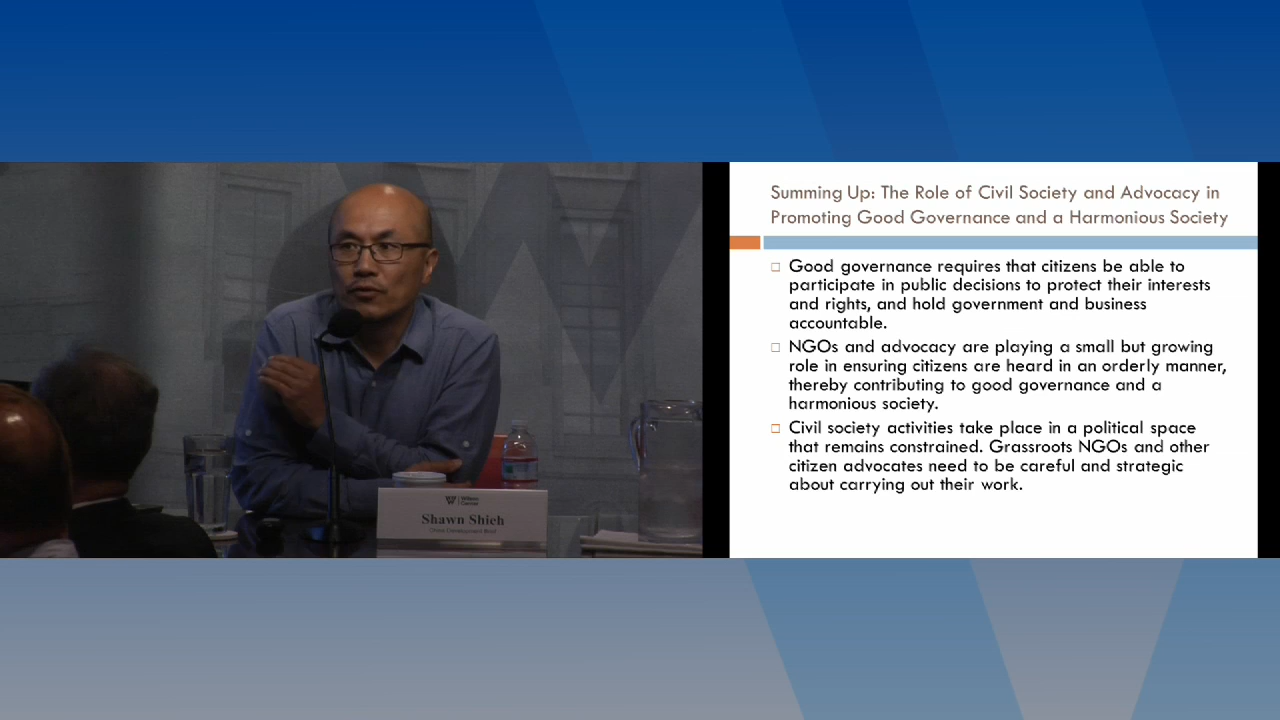 Summing Up: The Role of Civil Society and Advocacy in
Promoting Good Governance and a Harmonious Society
Good governance requires that citizens be able to
participate in public decisions to protect their interests
and rights, and hold government and business
accountable.
NGOs and advocacy are playing a small but growing
role in ensuring citizens are heard in an orderly manner,
thereby contributing to good governance and a
harmonious society.
Civil society activities take place in a political space
that remains constrained. Grassroots NGOs and other
citizen advocates need to be careful and strategic
about carrying out their work.
Wilson
Center
Shawn Shieh
China Development Brief